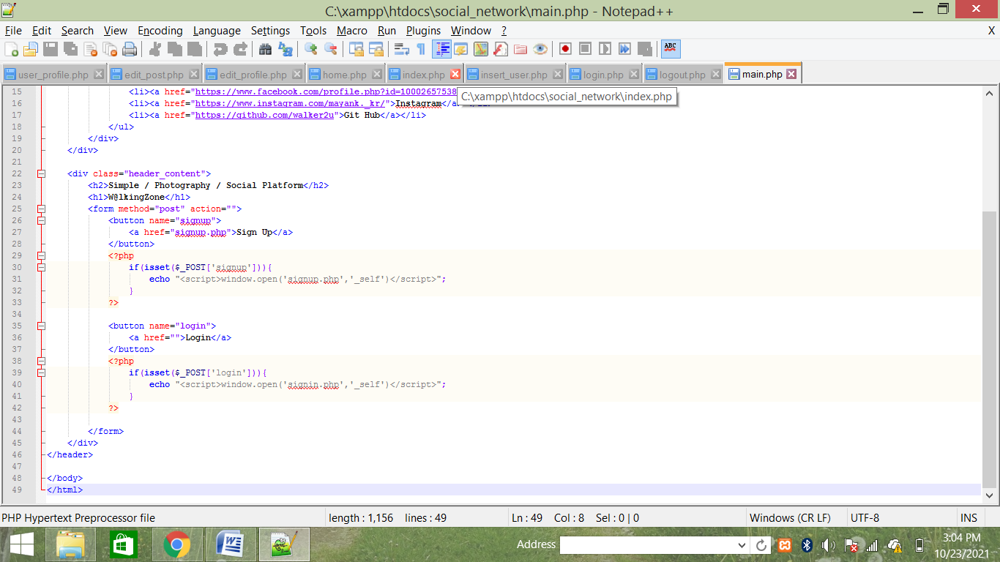 C:\xampp\htdocs\social_network\main.php - Notepad++
File Edit Search View Encoding Language Settings Tools Macro Run Plugins Window ? X
ABC
user_profile.php edit_post.php edit_profile.php home.php index.php insert_user.php login.php logout.php main.php
15 <li><a href="https://www.facebook.com/profile.php?id=10002657538
C:\xampp\htdocs\social_network\index.php
16 <li><a href="https://www.instagram.com/mayank._kr/">Instagram</a></li>
17 <li><a href="https://github.com/walker2u">Git Hub</a></li>
18 </ul>
19 </div>
20 </div>
21
22 <div class="header_content">
23 <h2>Simple / Photography / Social Platform</h2>
24 <h1>W@lkingZone</h1>
25 <form method="post" action="">
26 <button name="signup">
27 <a href="signup.php">Sign Up</a>
28 </button>
29 <?php
30 if(isset($_POST['signup'])){
31 echo "<script>window.open('signup.php','_self')</script>";
32 }
33 ?>
34
35 <button name="login">
36 <a href="">Login</a>
37 </button>
38 <?php
39 if(isset($_POST['login'])){
40 echo "<script>window.open('signin.php','_self')</script>";
41 }
42 ?>
43
44 </form>
45 </div>
46 </header>
47
48 </body>
49 </html>
PHP Hypertext Preprocessor file length : 1,156 lines : 49 Ln : 49 Col : 8 Sel : 0 | 0 Windows (CR LF) UTF-8 INS
Address
3:04 PM
10/23/2021